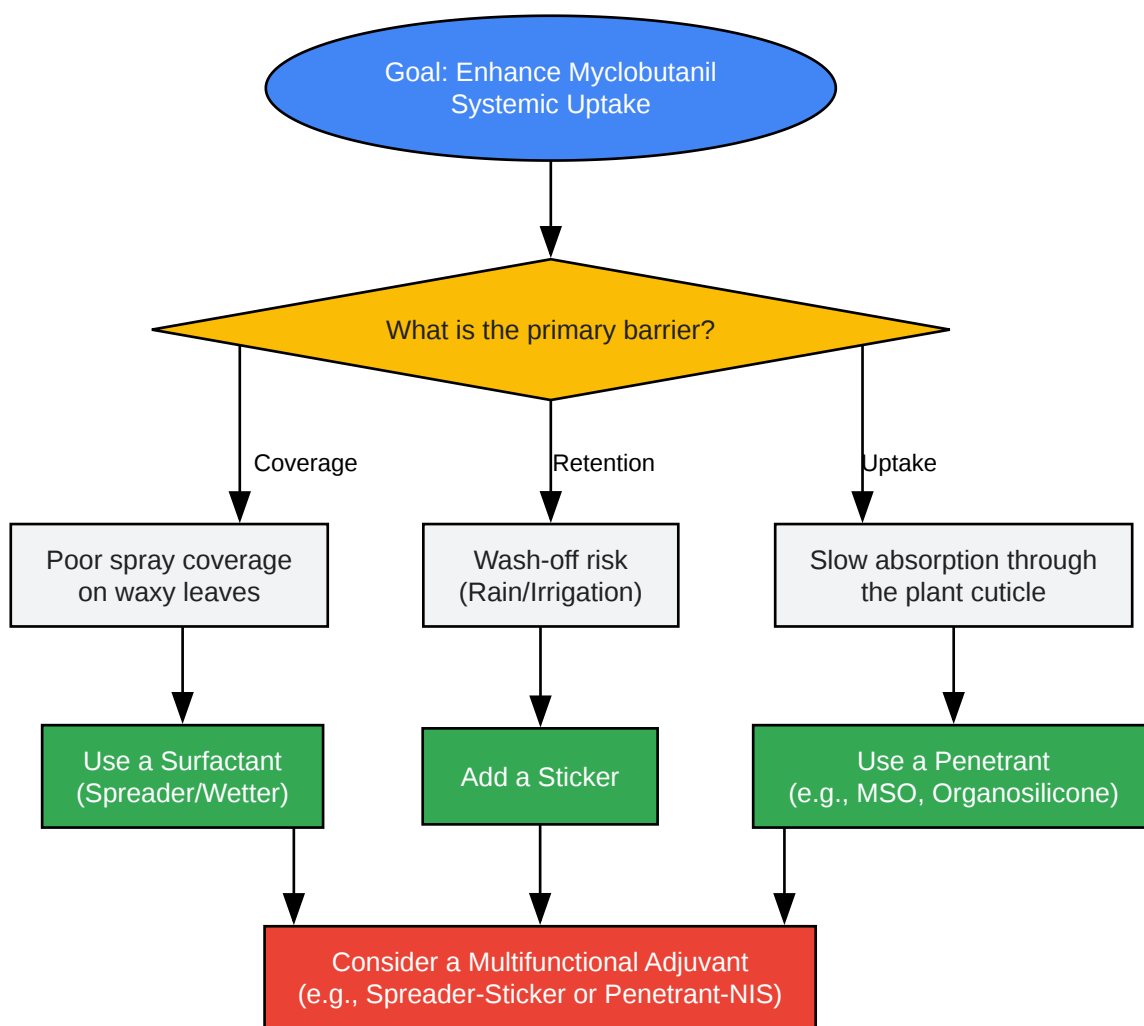 Goal: Enhance Myclobutanil
Systemic Uptake
What is the primary barrier?
Coverage
Retention
Uptake
Poor spray coverage
on waxy leaves
Wash-off risk
(Rain/Irrigation)
Slow absorption through
the plant cuticle
Use a Surfactant
(Spreader/Wetter)
Add a Sticker
Use a Penetrant
(e.g., MSO, Organosilicone)
Consider a Multifunctional Adjuvant
(e.g., Spreader-Sticker or Penetrant-NIS)